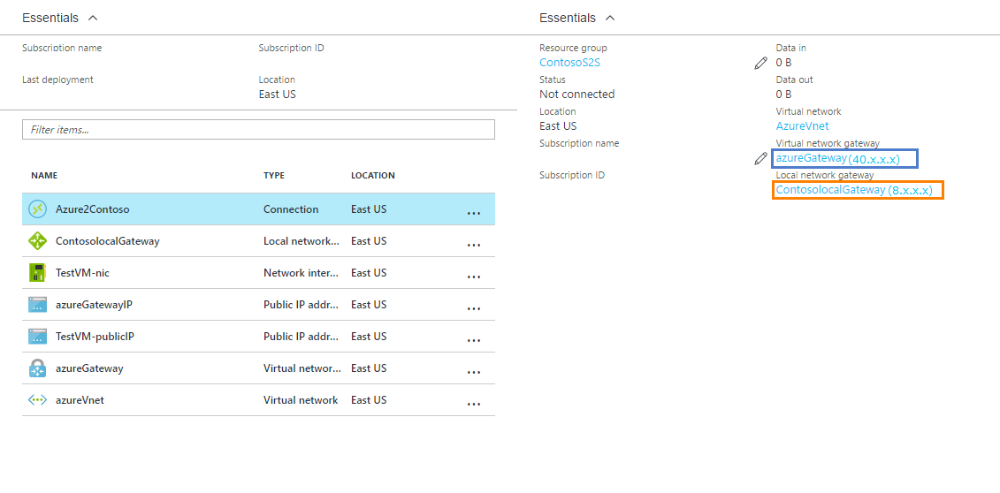 Essentials
Subscription name
Subscription ID
Last deployment
Location
East US
Filter items...
NAME TYPE LOCATION
Azure2Contoso Connection East US ...
ContosolocalGateway Local network... East US ...
TestVM-nic Network inter... East US ...
azureGatewayIP Public IP addr... East US ...
TestVM-publicIP Public IP addr... East US ...
azureGateway Virtual networ... East US ...
azureVnet Virtual network East US ...
Essentials
Resource group
ContosoS2S
Status
Not connected
Location
East US
Subscription name
Subscription ID
Data in
0 B
Data out
0 B
Virtual network
AzureVnet
Virtual network gateway
azureGateway (40.x.x.x)
Local network gateway
ContosolocalGateway (8.x.x.x)